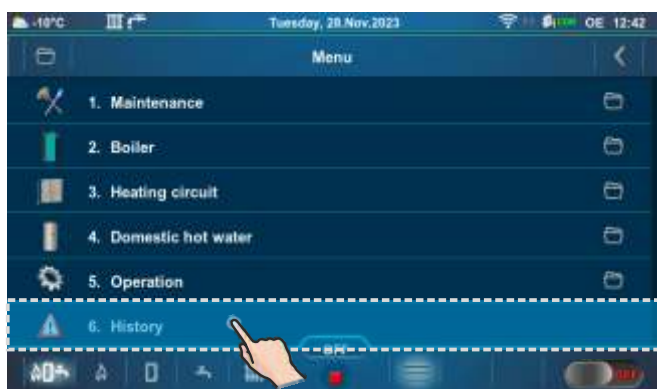 -10°C Tuesday, 28.Nov.2023 OE 12:42
Menu
1. Maintenance
2. Boiler
3. Heating circuit
4. Domestic hot water
5. Operation
6. History
OFF